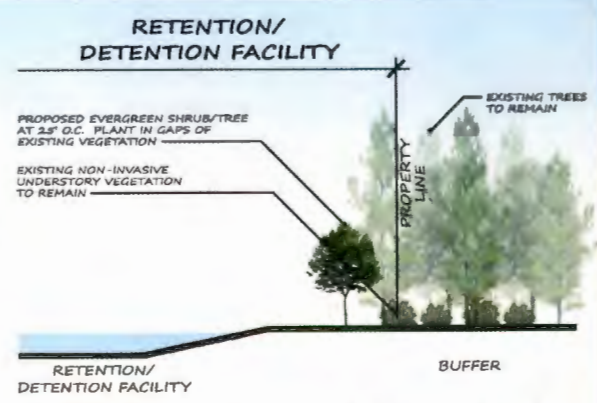 RETENTION/
DETENTION FACILITY
EXISTING TREES
TO REMAIN
PROPOSED EVERGREEN SHRUB/TREE
AT 25' O.C. PLANT IN GAPS OF
EXISTING VEGETATION
EXISTING NON-INVASIVE
UNDERSTORY VEGETATION
TO REMAIN
PROPERTY
LINE
RETENTION/
DETENTION FACILITY
BUFFER